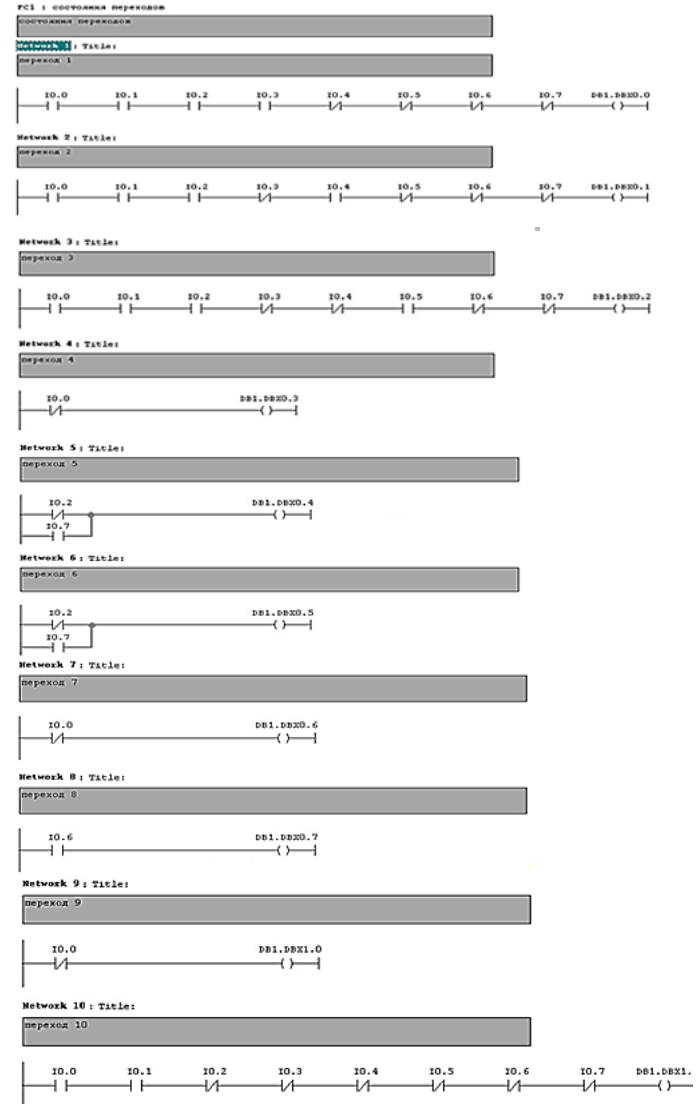 FC1 : состояния переходов
состояния переходов
Network 1 : Title:
переход 1
I0.0 I0.1 I0.2 I0.3 I0.4 I0.5 I0.6 I0.7 DB1.DBX0.0
Network 2 : Title:
переход 2
I0.0 I0.1 I0.2 I0.3 I0.4 I0.5 I0.6 I0.7 DB1.DBX0.1
Network 3 : Title:
переход 3
I0.0 I0.1 I0.2 I0.3 I0.4 I0.5 I0.6 I0.7 DB1.DBX0.2
Network 4 : Title:
переход 4
I0.0 DB1.DBX0.3
Network 5 : Title:
переход 5
I0.2 DB1.DBX0.4
I0.7
Network 6 : Title:
переход 6
I0.2 DB1.DBX0.5
I0.7
Network 7 : Title:
переход 7
I0.0 DB1.DBX0.6
Network 8 : Title:
переход 8
I0.6 DB1.DBX0.7
Network 9 : Title:
переход 9
I0.0 DB1.DBX1.0
Network 10 : Title:
переход 10
I0.0 I0.1 I0.2 I0.3 I0.4 I0.5 I0.6 I0.7 DB1.DBX1.